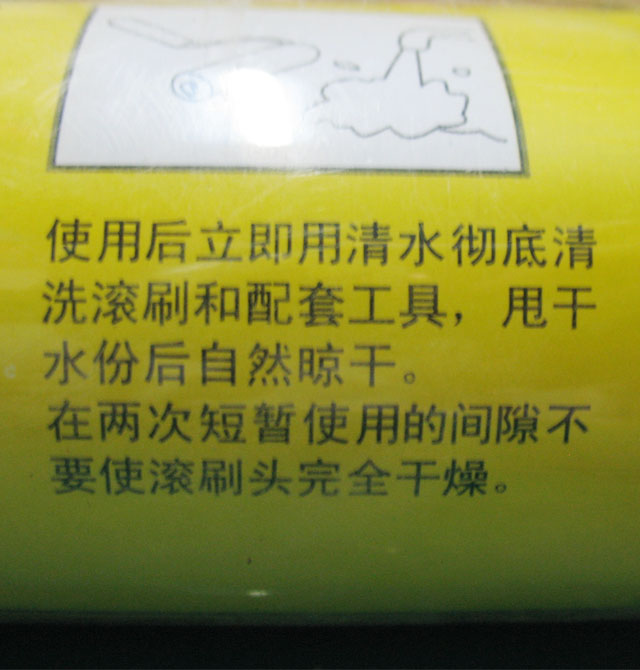 使用后立即用清水彻底清
洗滚刷和配套工具，甩干
水份后自然晾干。
在两次短暂使用的间隙不
要使滚刷头完全干燥。